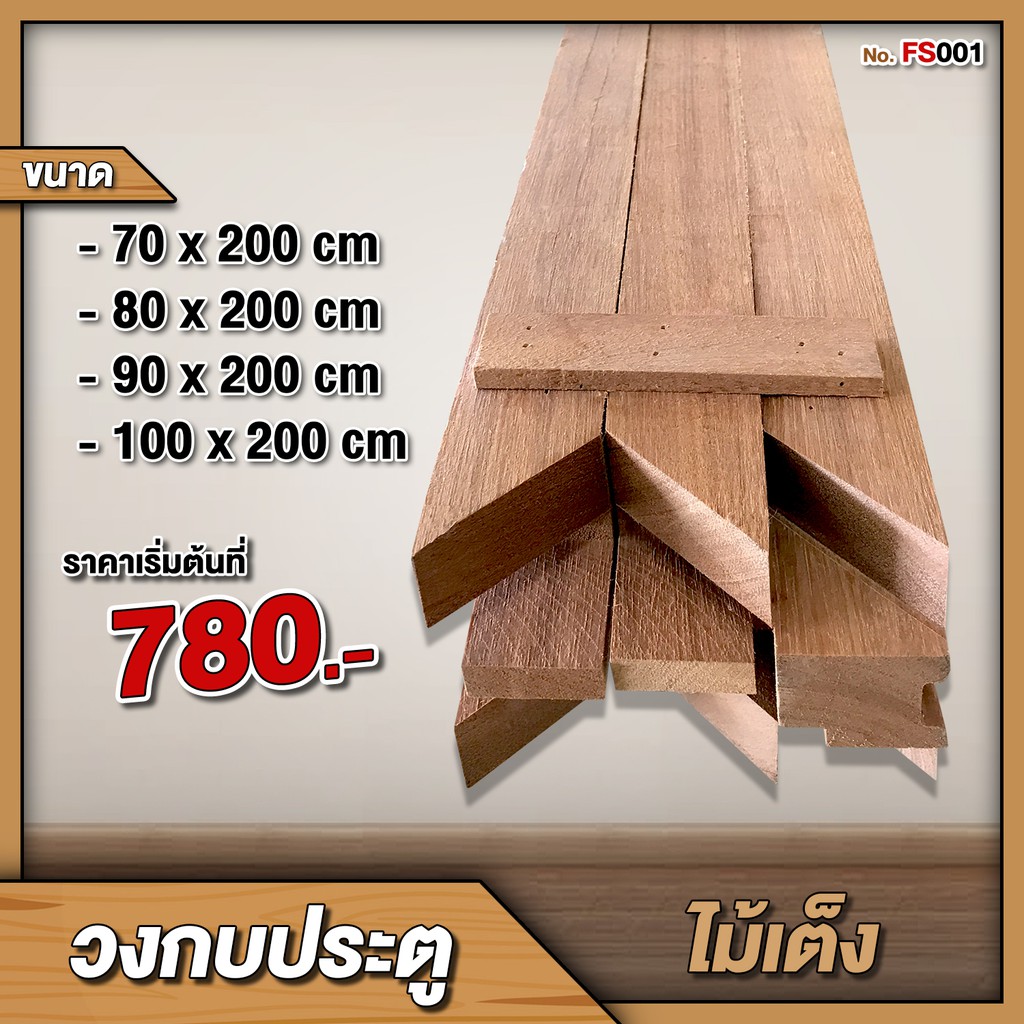 No. FS001
ขนาด
- 70 x 200 cm
- 80 x 200 cm
- 90 x 200 cm
- 100 x 200 cm
ราคาเริ่มต้นที่
780.-
วงกบประตู
ไม้เต็ง